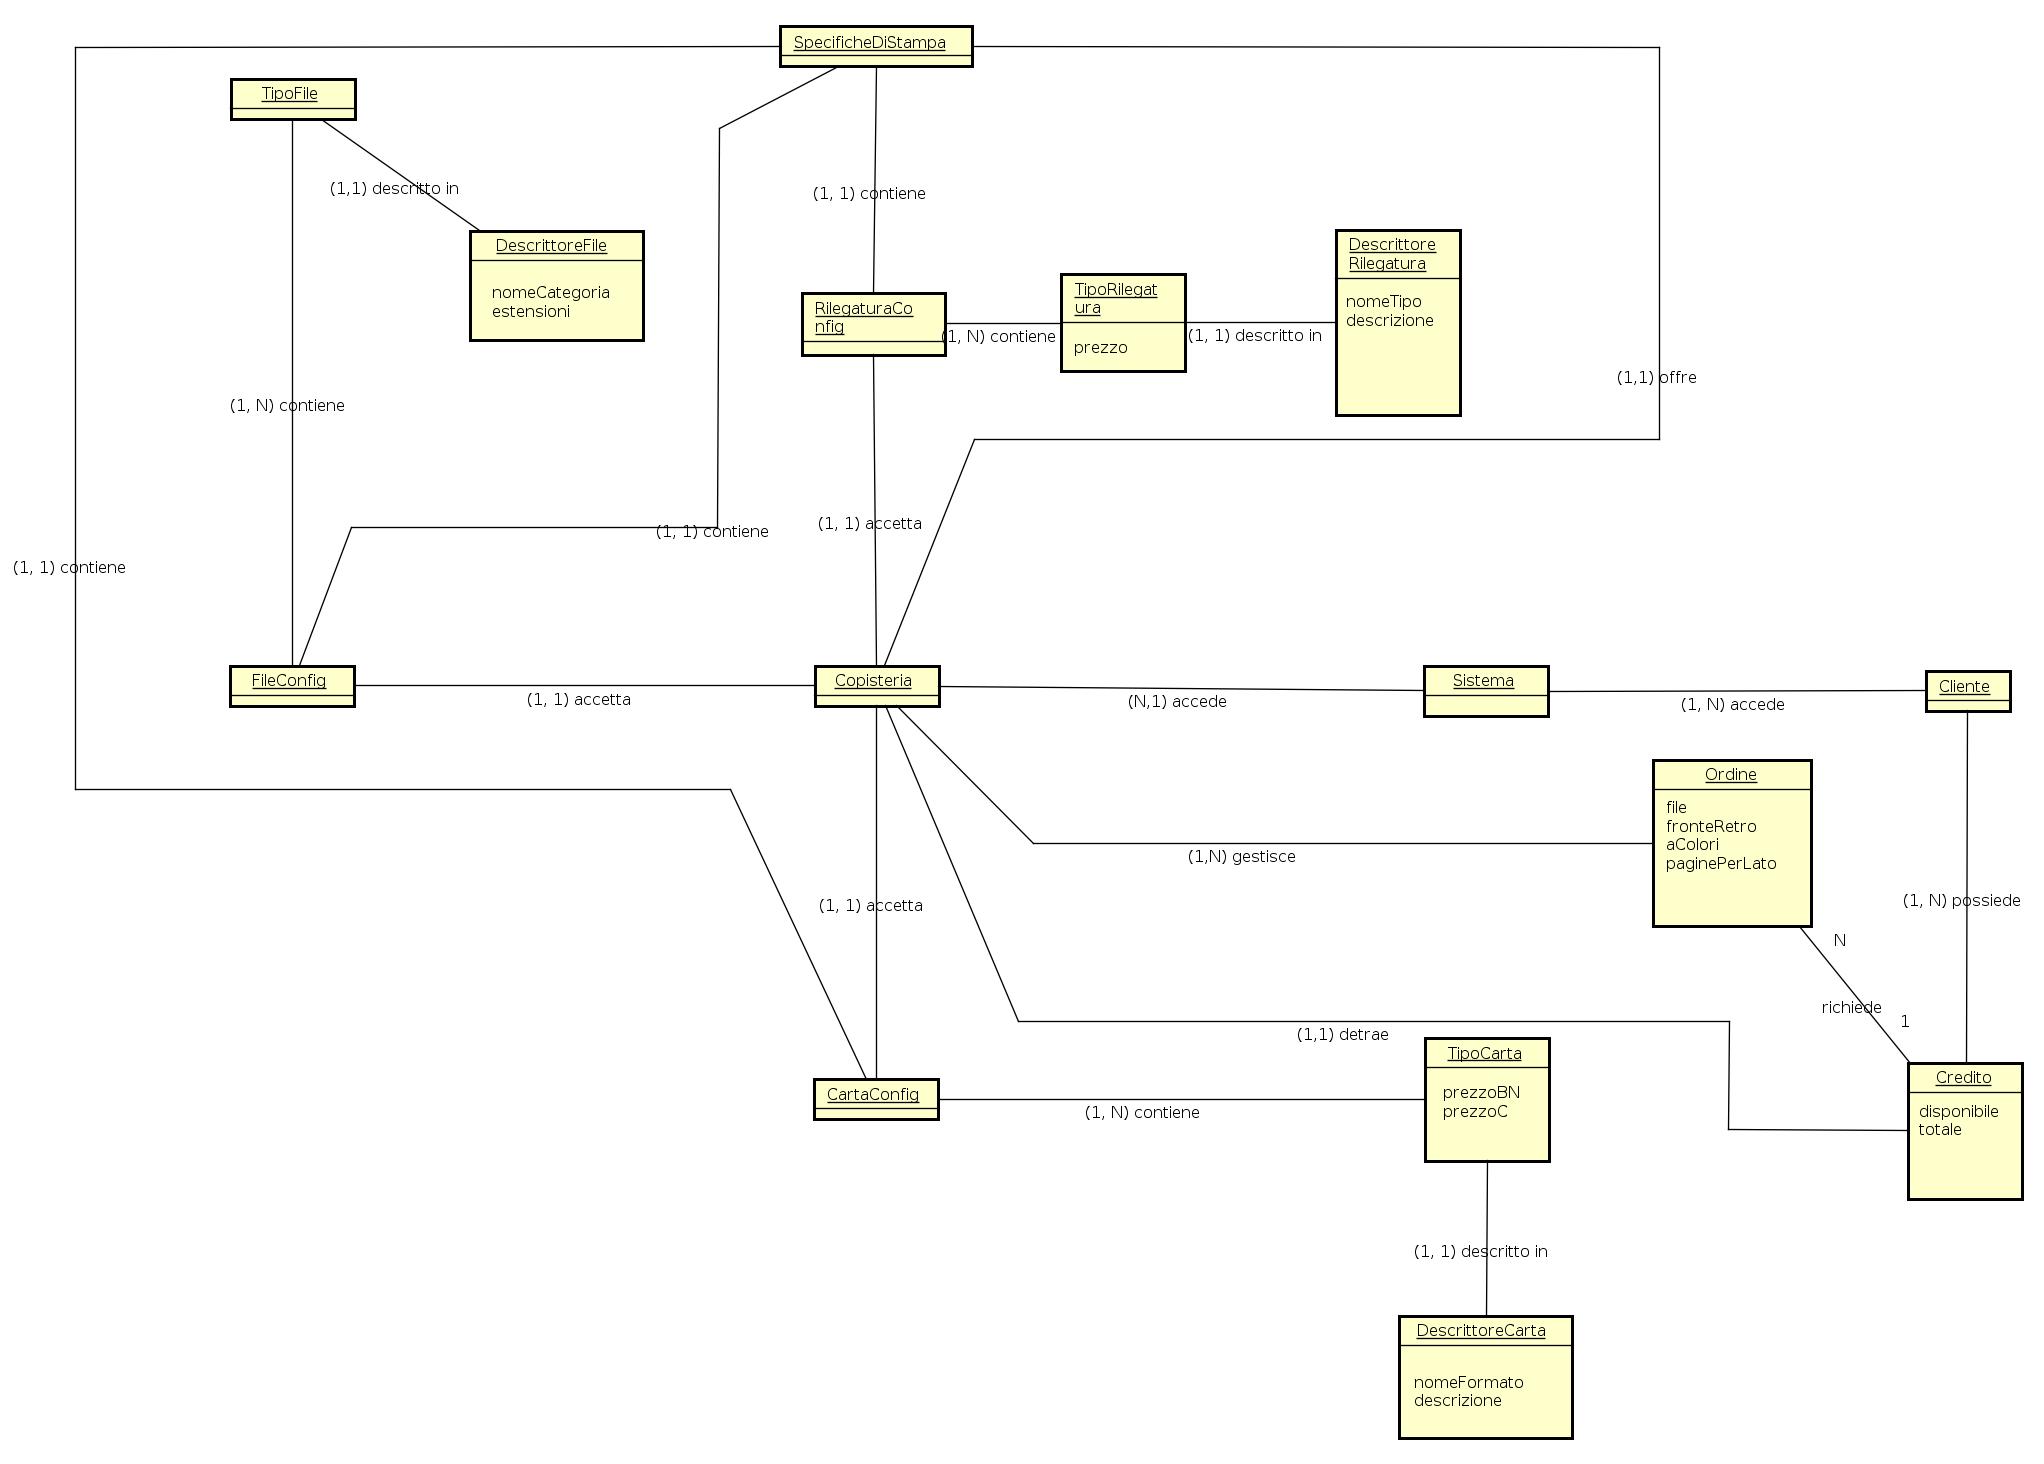 SpecificheDiStampa
TipoFile
(1,1) descritto in
(1, 1) contiene
DescrittoreFile
nomeCategoria
estensioni
Descrittore
Rilegatura
nomeTipo
descrizione
TipoRilegat
ura
prezzo
RilegaturaCo
nfig
(1, N) contiene
(1, 1) descritto in
(1,1) offre
(1, N) contiene
(1, 1) accetta
(1, 1) contiene
(1, 1) contiene
FileConfig
(1, 1) accetta
Copisteria
(N,1) accede
Sistema
(1, N) accede
Cliente
Ordine
file
fronteRetro
aColori
paginePerLato
(1,N) gestisce
(1, 1) accetta
(1, N) possiede
N
richiede
1
(1,1) detrae
TipoCarta
prezzoBN
prezzoC
Credito
disponibile
totale
CartaConfig
(1, N) contiene
(1, 1) descritto in
DescrittoreCarta
nomeFormato
descrizione